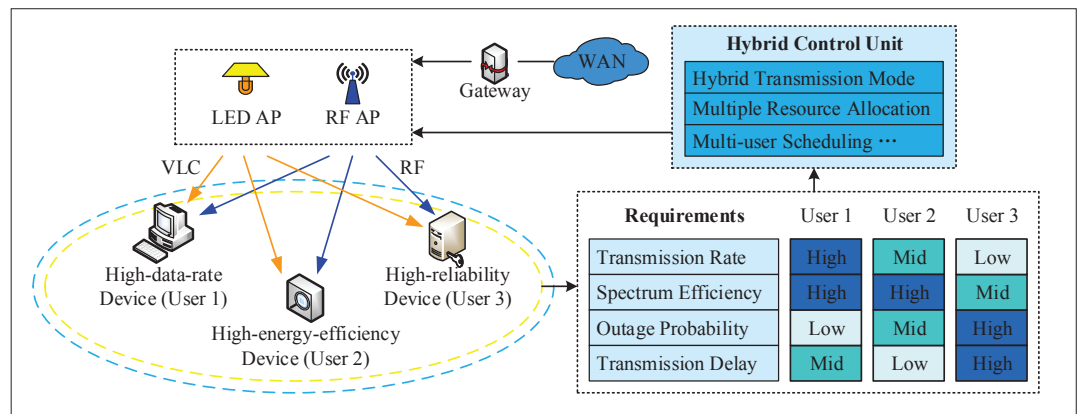 WAN
Gateway
LED AP
RF AP
Hybrid Control Unit
Hybrid Transmission Mode
Multiple Resource Allocation
Multi-user Scheduling ⋯
VLC
RF
High-data-rate
Device (User 1)
High-energy-efficiency
Device (User 2)
High-reliability
Device (User 3)
Requirements User 1 User 2 User 3
Transmission Rate High Mid Low
Spectrum Efficiency High High Mid
Outage Probability Low Mid High
Transmission Delay Mid Low High